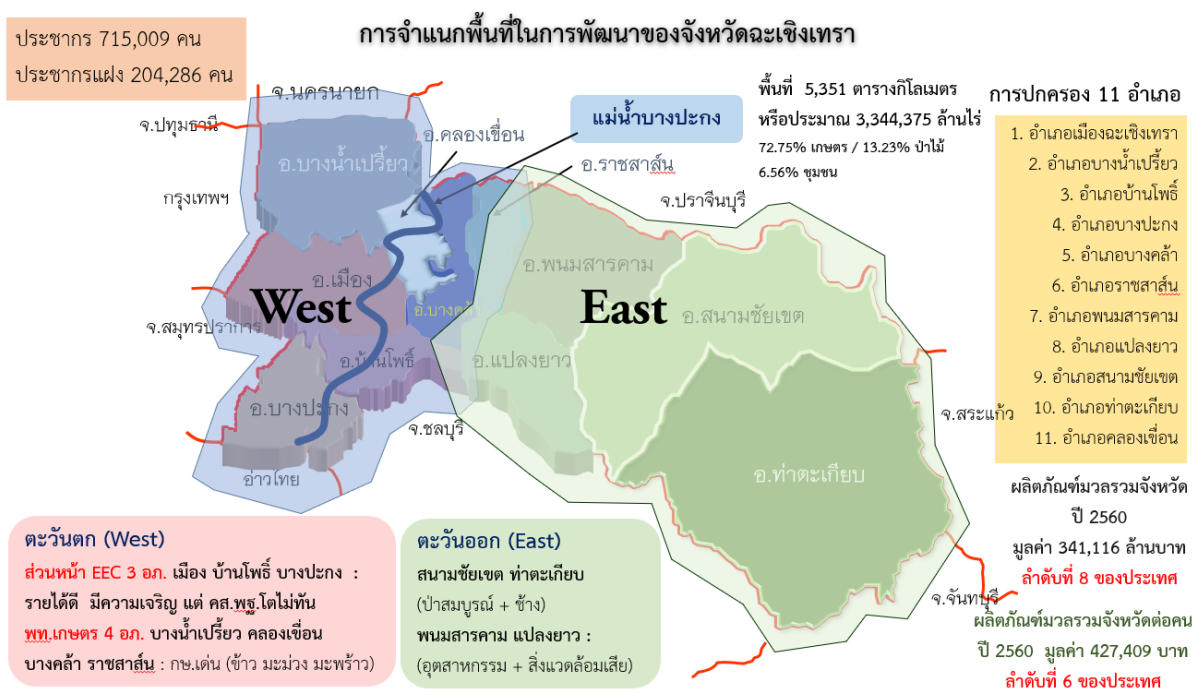 การจำแนกพื้นที่ในการพัฒนาของจังหวัดฉะเชิงเทรา
ประชากร 715,009 คน
ประชากรแฝง 204,286 คน
จ.นครนายก
จ.ปทุมธานี
กรุงเทพฯ
จ.สมุทรปราการ
อ.บางน้ำเปรี้ยว
อ.คลองเขื่อน
แม่น้ำบางปะกง
อ.ราชสาส์น
พื้นที่ 5,351 ตารางกิโลเมตร
หรือประมาณ 3,344,375 ล้านไร่
72.75% เกษตร / 13.23% ป่าไม้
6.56% ชุมชน
จ.ปราจีนบุรี
อ.เมือง
West
อ.บางคล้า
อ.พนมสารคาม
East
อ.สนามชัยเขต
อ.บ้านโพธิ์
อ.แปลงยาว
อ.บางปะกง
จ.ชลบุรี
อ่าวไทย
อ.ท่าตะเกียบ
จ.สระแก้ว
จ.จันทบุรี
การปกครอง 11 อำเภอ
1. อำเภอเมืองฉะเชิงเทรา
2. อำเภอบางน้ำเปรี้ยว
3. อำเภอบ้านโพธิ์
4. อำเภอบางปะกง
5. อำเภอบางคล้า
6. อำเภอราชสาส์น
7. อำเภอพนมสารคาม
8. อำเภอแปลงยาว
9. อำเภอสนามชัยเขต
10. อำเภอท่าตะเกียบ
11. อำเภอคลองเขื่อน
ผลิตภัณฑ์มวลรวมจังหวัด
ปี 2560
มูลค่า 341,116 ล้านบาท
ลำดับที่ 8 ของประเทศ
ผลิตภัณฑ์มวลรวมจังหวัดต่อคน
ปี 2560 มูลค่า 427,409 บาท
ลำดับที่ 6 ของประเทศ
ตะวันตก (West)
ส่วนหน้า EEC 3 อภ. เมือง บ้านโพธิ์ บางปะกง :
รายได้ดี มีความเจริญ แต่ คส.พฐ.โตไม่ทัน
พท.เกษตร 4 อภ. บางน้ำเปรี้ยว คลองเขื่อน
บางคล้า ราชสาส์น : กษ.เด่น (ข้าว มะม่วง มะพร้าว)
ตะวันออก (East)
สนามชัยเขต ท่าตะเกียบ
(ป่าสมบูรณ์ + ช้าง)
พนมสารคาม แปลงยาว :
(อุตสาหกรรม + สิ่งแวดล้อมเสีย)